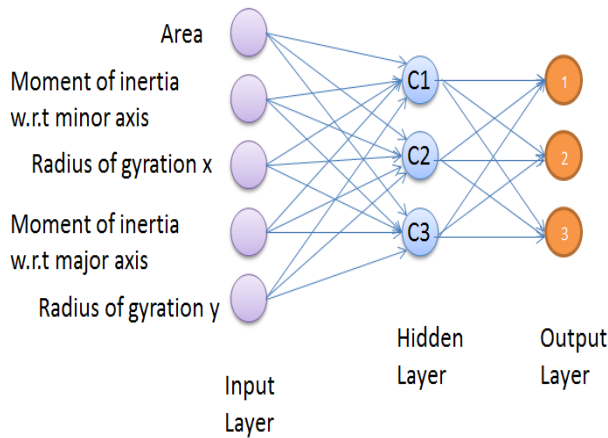 Area
Moment of inertia
w.r.t minor axis
Radius of gyration x
Moment of inertia
w.r.t major axis
Radius of gyration y
C1
C2
C3
1
2
3
Input
Layer
Hidden
Layer
Output
Layer